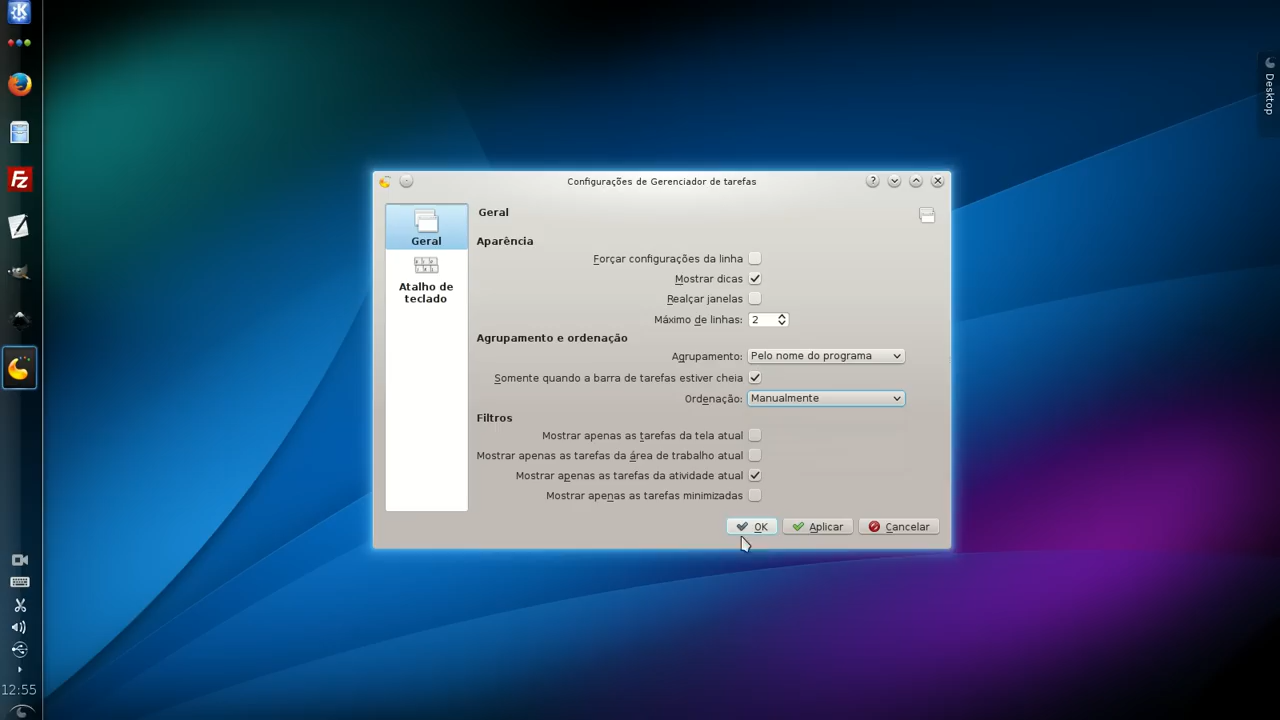 Fz
12:55
Desktop
Configurações de Gerenciador de tarefas
Geral
Atalho de
teclado
Geral
Aparência
Forçar configurações da linha
Mostrar dicas
Realçar janelas
Máximo de linhas: 2
Agrupamento e ordenação
Agrupamento: Pelo nome do programa
Somente quando a barra de tarefas estiver cheia
Ordenação: Manualmente
Filtros
Mostrar apenas as tarefas da tela atual
Mostrar apenas as tarefas da área de trabalho atual
Mostrar apenas as tarefas da atividade atual
Mostrar apenas as tarefas minimizadas
OK Aplicar Cancelar